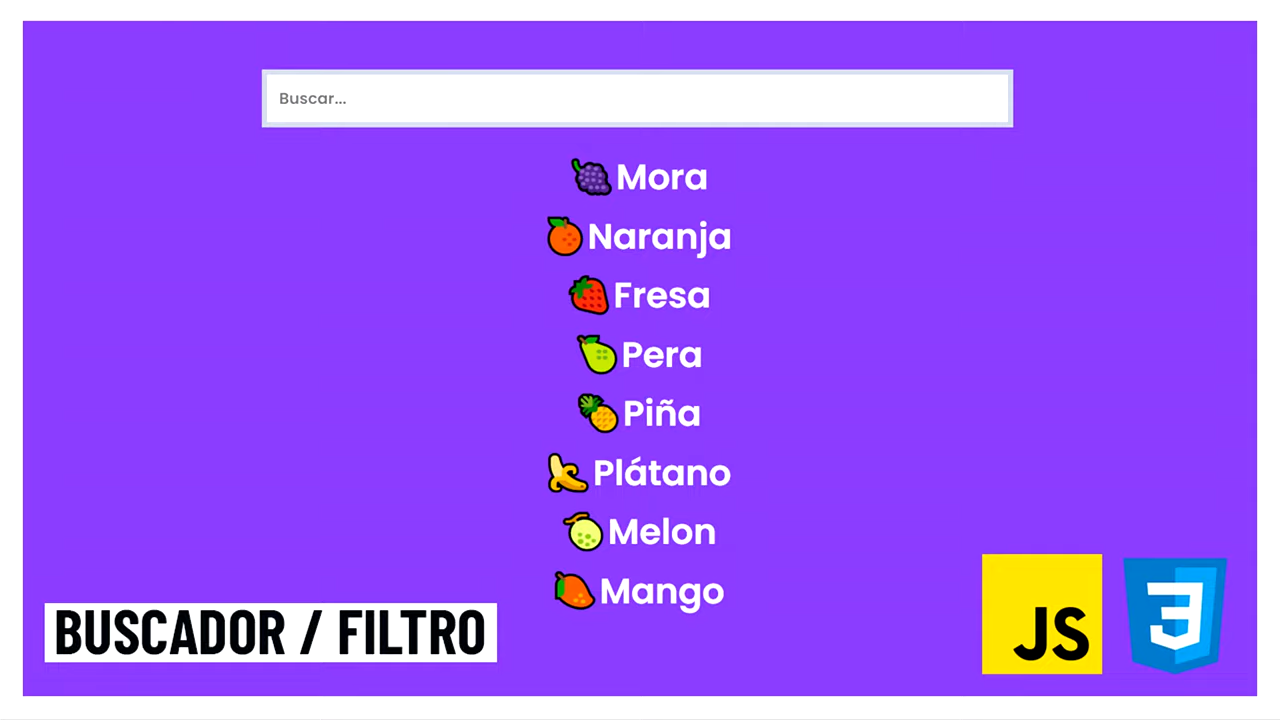 Buscar...
Mora
Naranja
Fresa
Pera
Piña
Plátano
Melon
Mango
BUSCADOR / FILTRO
JS
3